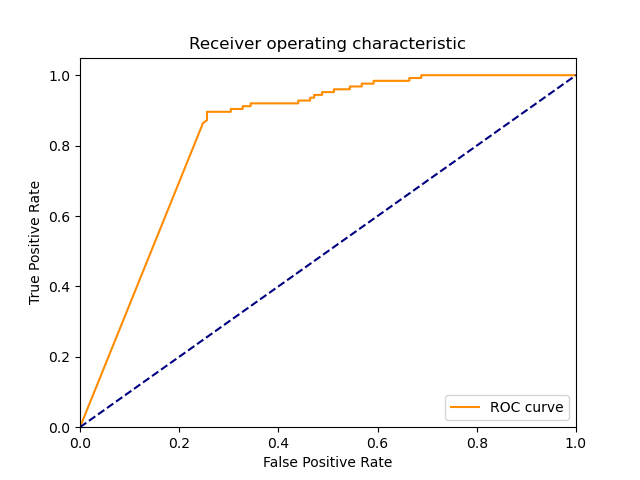 Receiver operating characteristic
1.0
0.8
0.6
0.4
0.2
0.0
True Positive Rate
0.0 0.2 0.4 0.6 0.8 1.0
False Positive Rate
ROC curve